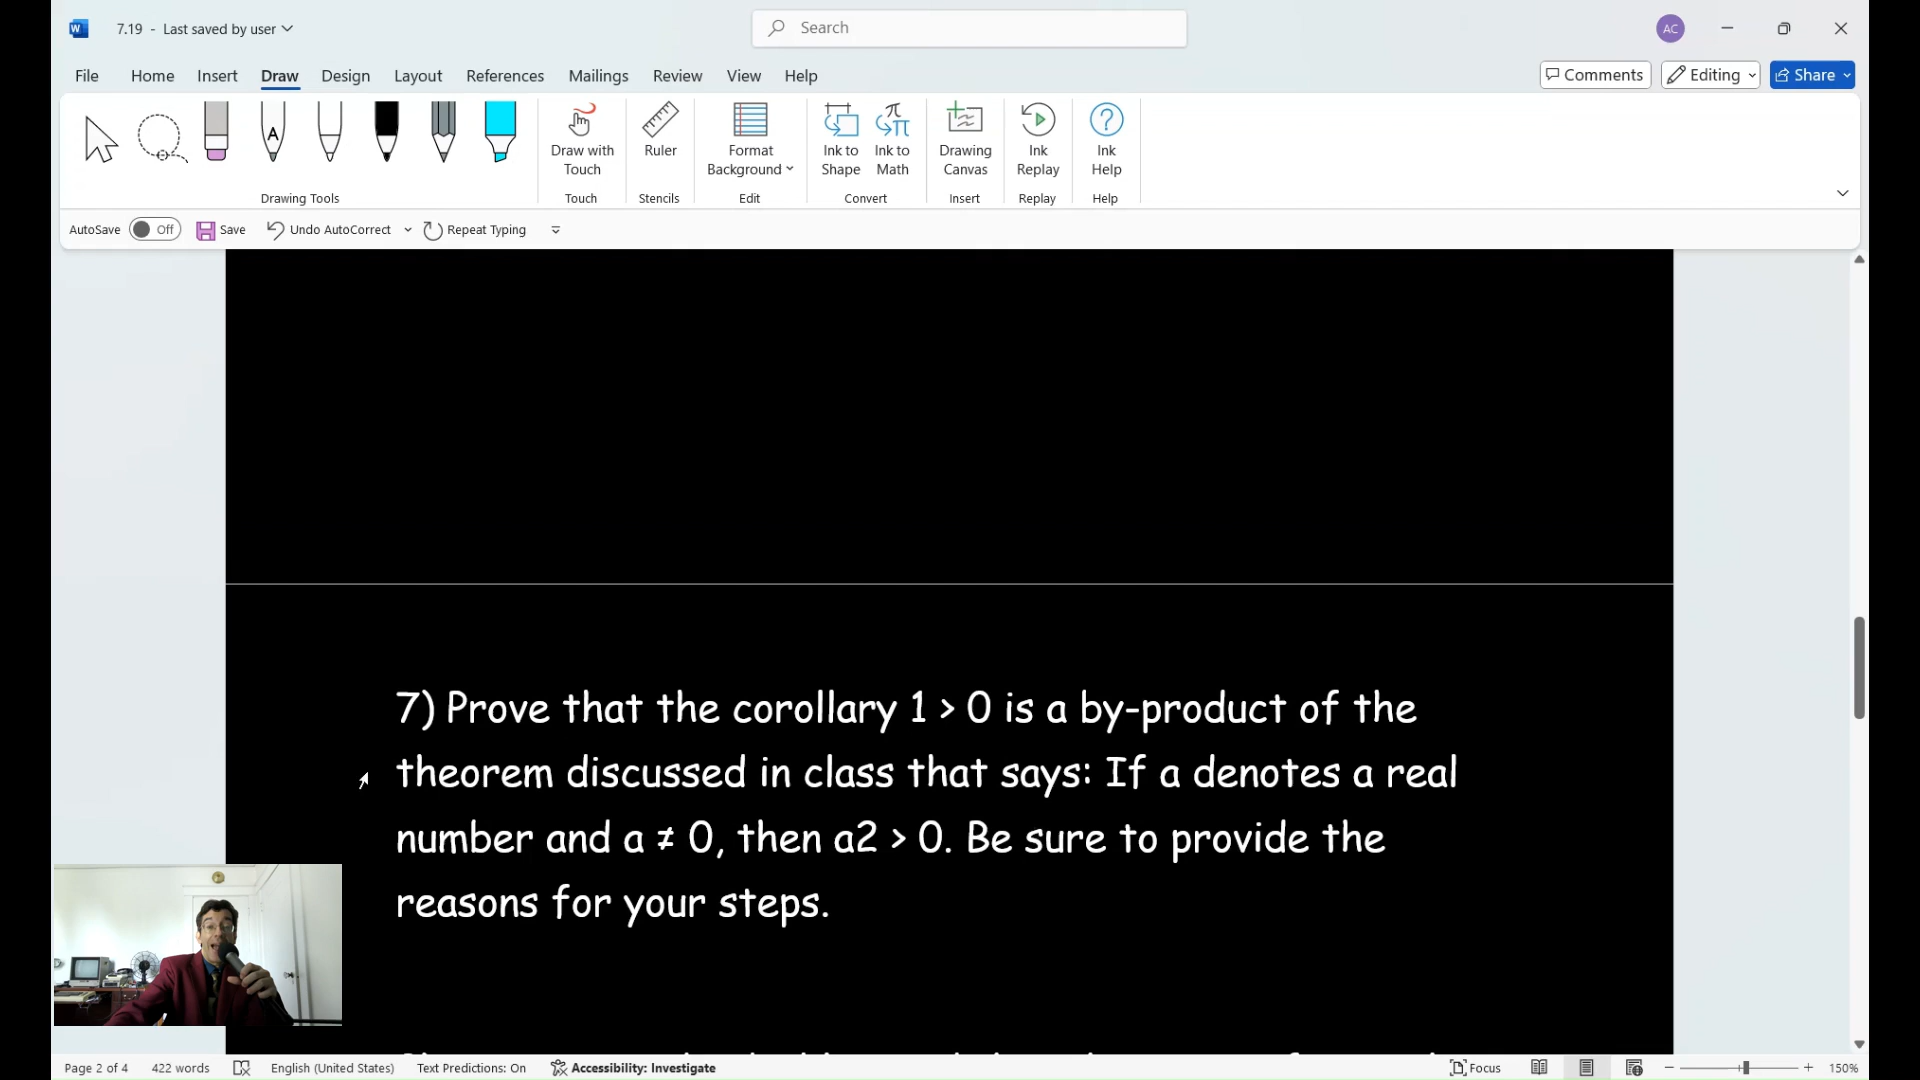 7.19 - Last saved by user
Search
AC
File Home Insert Draw Design Layout References Mailings Review View Help
Comments Editing Share
A
Draw with Touch
Ruler
Format Background
Ink to Shape
Ink to Math
Drawing Canvas
Ink Replay
Ink Help
Drawing Tools Touch Stencils Edit Convert Insert Replay Help
AutoSave Off Save Undo AutoCorrect Repeat Typing
7) Prove that the corollary 1 > 0 is a by-product of the
theorem discussed in class that says: If a denotes a real
number and a ≠ 0, then a2 > 0. Be sure to provide the
reasons for your steps.
Page 2 of 4 422 words English (United States) Text Predictions: On Accessibility: Investigate Focus 150%